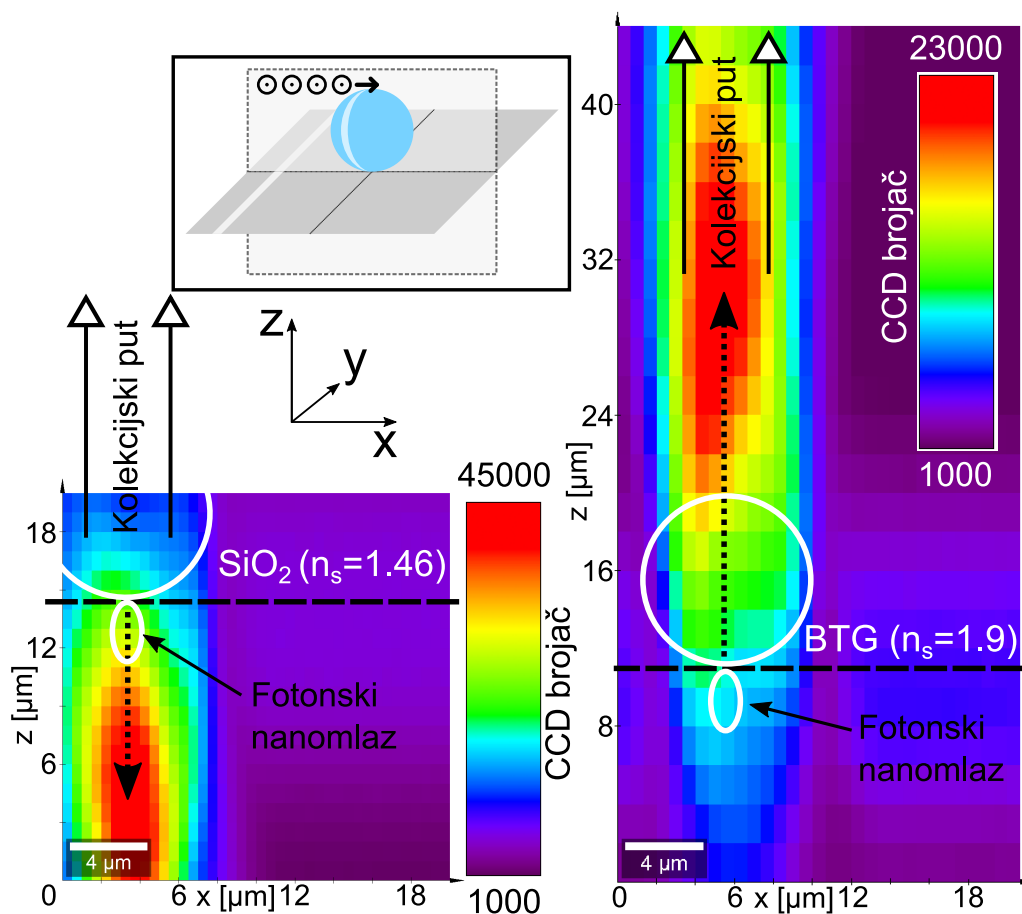 z
y
x
Kolekcijski put
18
12
6
z [µm]
SiO₂ (nₛ=1.46)
Fotonski
nanomlaz
4 µm
0
6
x [µm]
12
18
45000
CCD brojač
1000
Kolekcijski put
23000
CCD brojač
1000
40
32
24
16
8
z [µm]
BTG (nₛ=1.9)
Fotonski
nanomlaz
4 µm
0
6
x [µm]
12
18